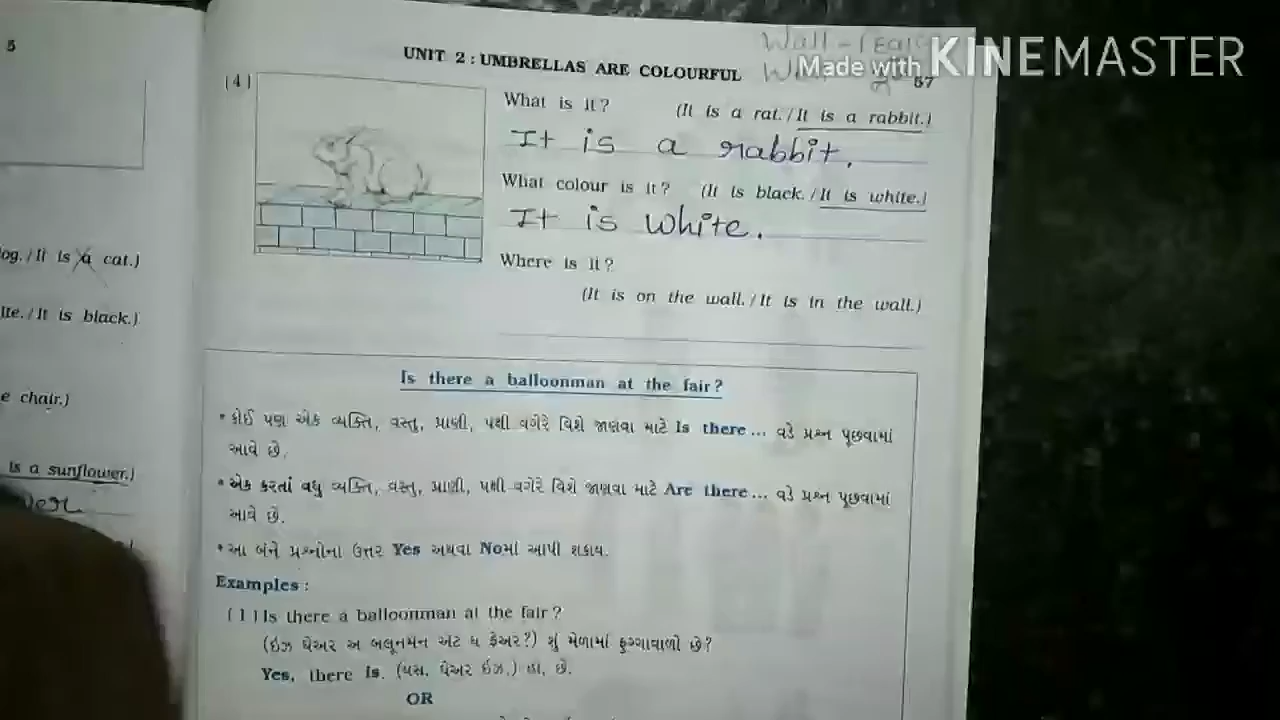 5
Wall -
Made with KINEMASTER
UNIT 2 : UMBRELLAS ARE COLOURFUL
57
(4)
What is it? (It is a rat. / It is a rabbit.)
It is a rabbit.
What colour is it? (It is black. / It is white.)
It is white.
Where is it?
(It is on the wall. / It is in the wall.)
og. / It is a cat.)
ite. / It is black.)
e chair.)
is a sunflower.)
Is there a balloonman at the fair?
• કોઈ પણ એક વ્યક્તિ, વસ્તુ, પ્રાણી, પક્ષી વગેરે વિશે જાણવા માટે Is there ... વડે પ્રશ્ન પૂછવામાં
આવે છે.
• એક કરતાં વધુ વ્યક્તિ, વસ્તુ, પ્રાણી, પક્ષી વગેરે વિશે જાણવા માટે Are there ... વડે પ્રશ્ન પૂછવામાં
આવે છે.
• આ બંને પ્રશ્નોના ઉત્તર Yes અથવા Noમાં આપી શકાય.
Examples :
(1) Is there a balloonman at the fair?
(ઇઝ ધેઅર અ બલૂનમન ઍટ ધ ફેઅર?) શું મેળામાં ફુગ્ગાવાળો છે?
Yes, there is. (યસ, ધેઅર ઇઝ.) હા, છે.
OR